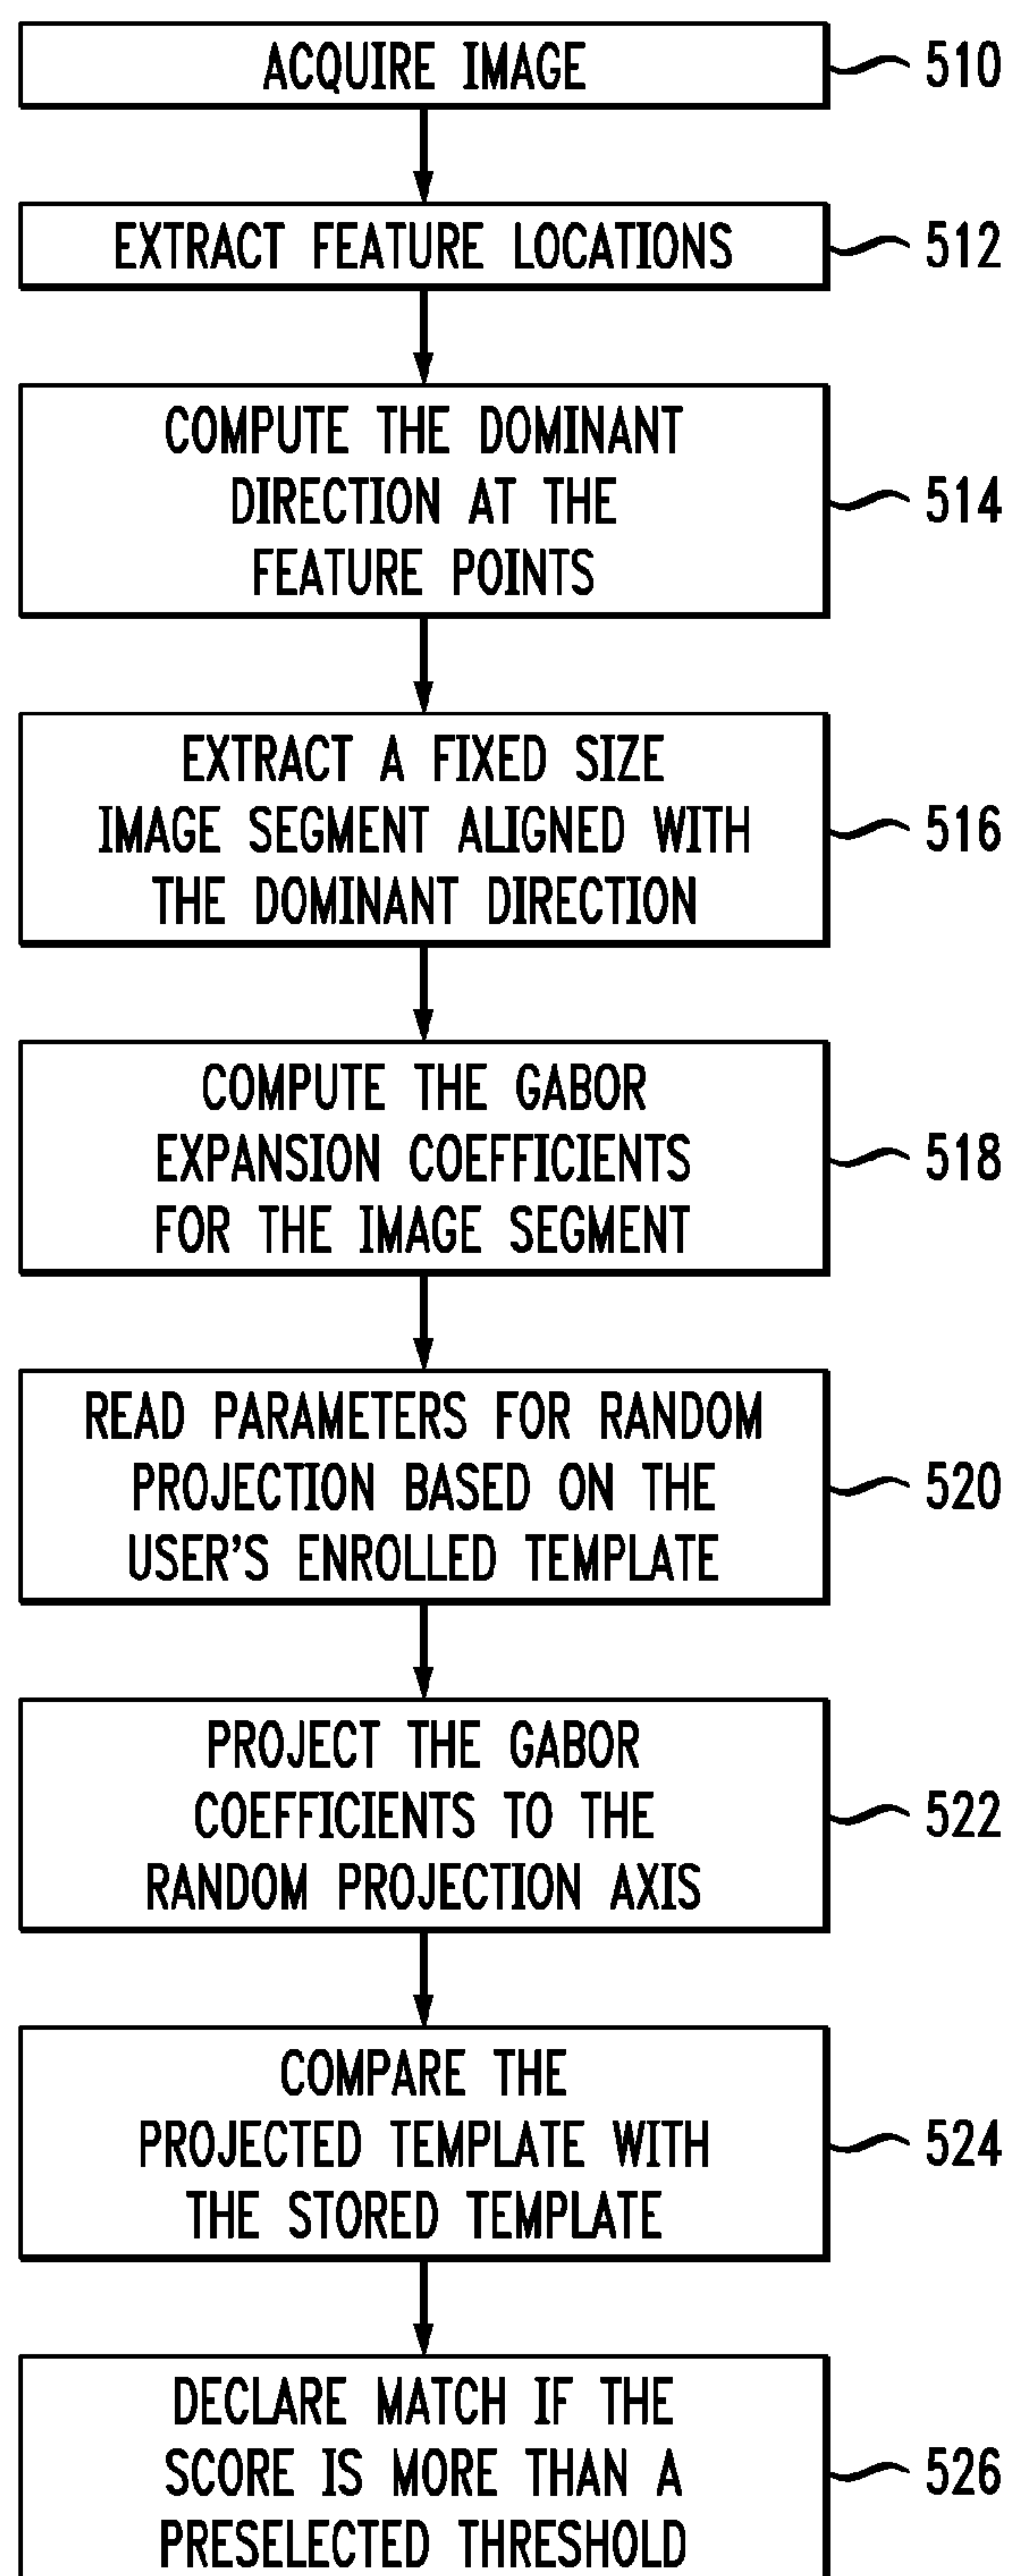 ACQUIRE IMAGE
510
EXTRACT FEATURE LOCATIONS
512
COMPUTE THE DOMINANT
DIRECTION AT THE
FEATURE POINTS
514
EXTRACT A FIXED SIZE
IMAGE SEGMENT ALIGNED WITH
THE DOMINANT DIRECTION
516
COMPUTE THE GABOR
EXPANSION COEFFICIENTS
FOR THE IMAGE SEGMENT
518
READ PARAMETERS FOR RANDOM
PROJECTION BASED ON THE
USER'S ENROLLED TEMPLATE
520
PROJECT THE GABOR
COEFFICIENTS TO THE
RANDOM PROJECTION AXIS
522
COMPARE THE
PROJECTED TEMPLATE WITH
THE STORED TEMPLATE
524
DECLARE MATCH IF THE
SCORE IS MORE THAN A
PRESELECTED THRESHOLD
526